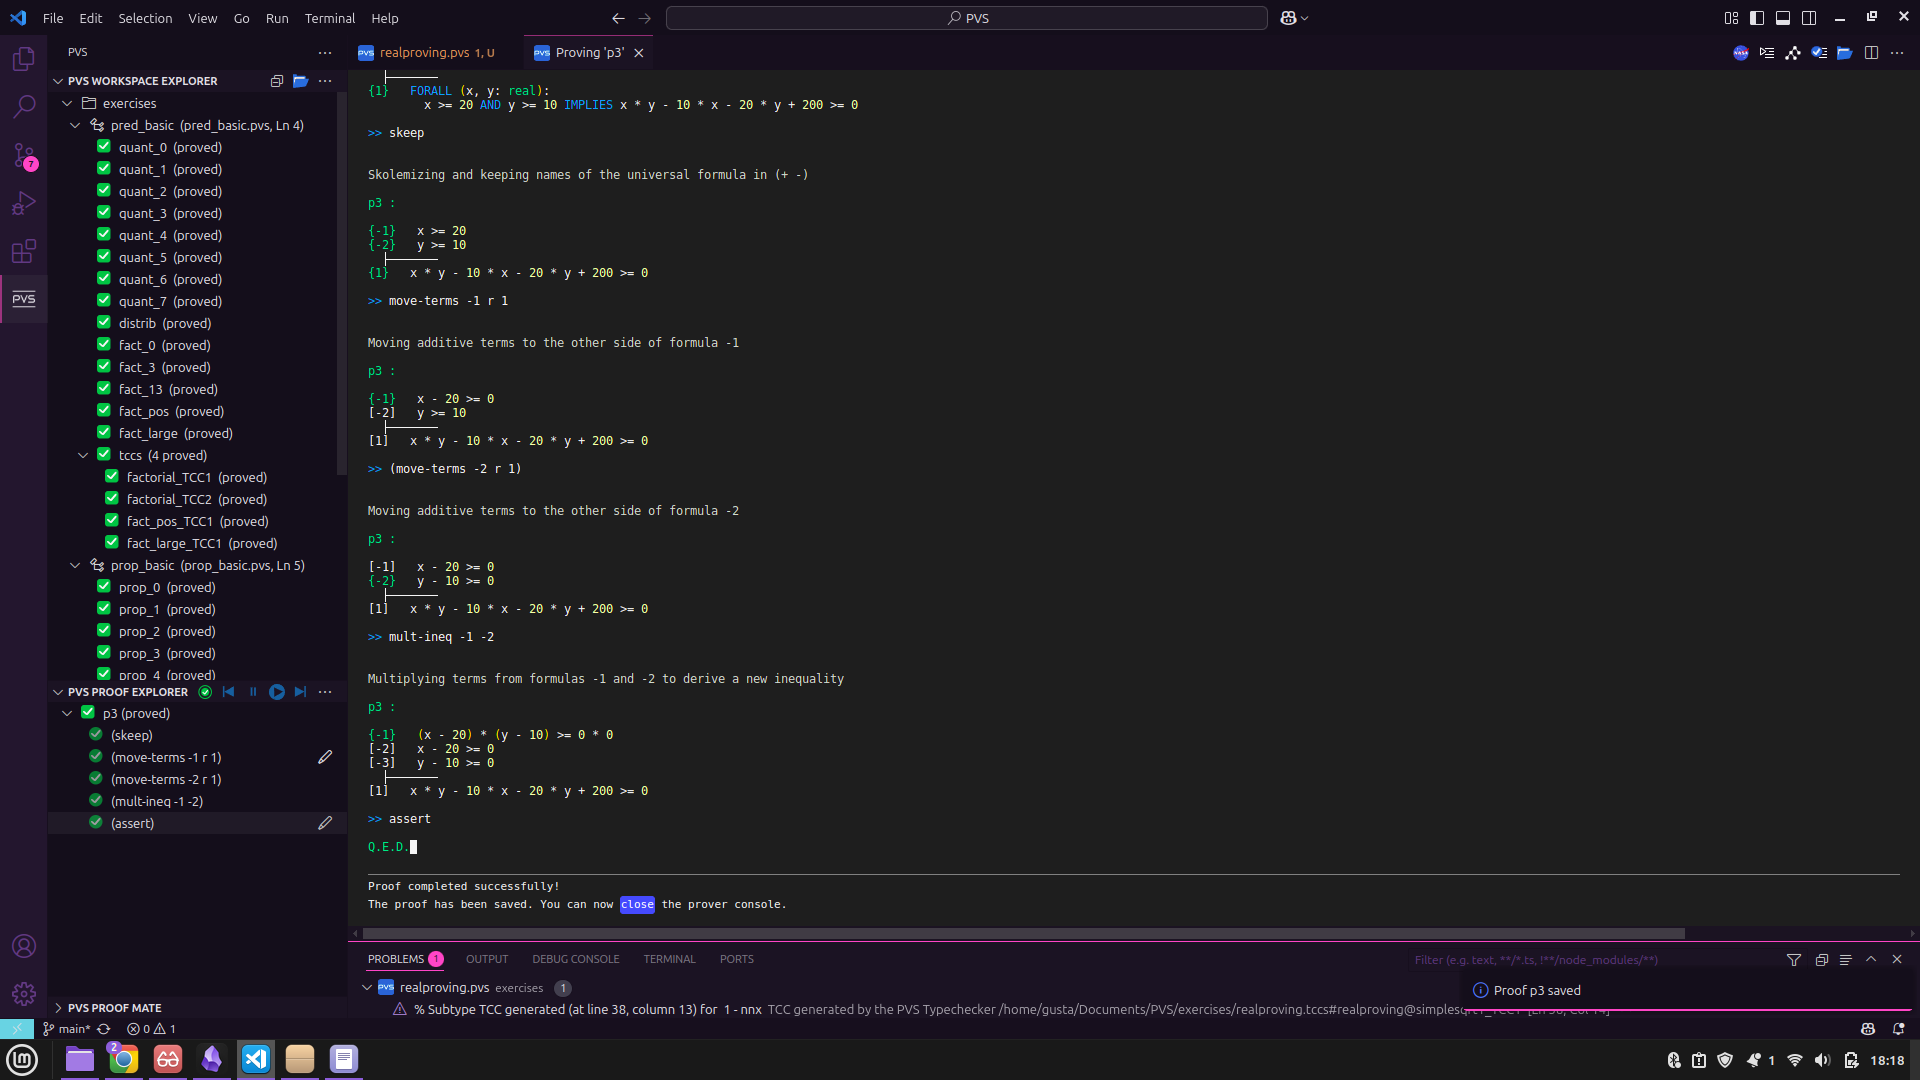 File Edit Selection View Go Run Terminal Help
PVS
PVS
realproving.pvs 1, U
Proving 'p3'
PVS WORKSPACE EXPLORER
exercises
pred_basic (pred_basic.pvs, Ln 4)
quant_0 (proved)
quant_1 (proved)
quant_2 (proved)
quant_3 (proved)
quant_4 (proved)
quant_5 (proved)
quant_6 (proved)
quant_7 (proved)
distrib (proved)
fact_0 (proved)
fact_3 (proved)
fact_13 (proved)
fact_pos (proved)
fact_large (proved)
tccs (4 proved)
factorial_TCC1 (proved)
factorial_TCC2 (proved)
fact_pos_TCC1 (proved)
fact_large_TCC1 (proved)
prop_basic (prop_basic.pvs, Ln 5)
prop_0 (proved)
prop_1 (proved)
prop_2 (proved)
prop_3 (proved)
prop_4 (proved)
PVS PROOF EXPLORER
p3 (proved)
(skeep)
(move-terms -1 r 1)
(move-terms -2 r 1)
(mult-ineq -1 -2)
(assert)
PVS PROOF MATE
7
PVS
{1} FORALL (x, y: real):
x >= 20 AND y >= 10 IMPLIES x * y - 10 * x - 20 * y + 200 >= 0
>> skeep
Skolemizing and keeping names of the universal formula in (+ -)
p3 :
{-1} x >= 20
{-2} y >= 10
{1} x * y - 10 * x - 20 * y + 200 >= 0
>> move-terms -1 r 1
Moving additive terms to the other side of formula -1
p3 :
{-1} x - 20 >= 0
[-2] y >= 10
[1] x * y - 10 * x - 20 * y + 200 >= 0
>> (move-terms -2 r 1)
Moving additive terms to the other side of formula -2
p3 :
[-1] x - 20 >= 0
{-2} y - 10 >= 0
[1] x * y - 10 * x - 20 * y + 200 >= 0
>> mult-ineq -1 -2
Multiplying terms from formulas -1 and -2 to derive a new inequality
p3 :
{-1} (x - 20) * (y - 10) >= 0 * 0
[-2] x - 20 >= 0
[-3] y - 10 >= 0
[1] x * y - 10 * x - 20 * y + 200 >= 0
>> assert
Q.E.D.
Proof completed successfully!
The proof has been saved. You can now close the prover console.
PROBLEMS 1 OUTPUT DEBUG CONSOLE TERMINAL PORTS
Filter (e.g. text, **/*.ts, !**/node_modules/**)
realproving.pvs exercises 1
% Subtype TCC generated (at line 38, column 13) for 1 - nnx TCC generated by the PVS Typechecker /home/gusta/Documents/PVS/exercises/realproving.tccs#realproving@simplesq
Proof p3 saved
main* 0 1
2
1 18:18